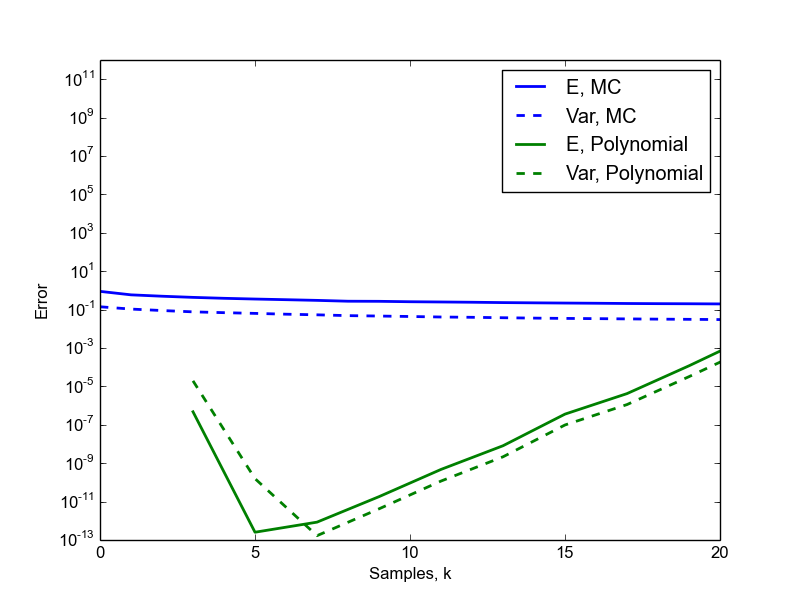 10^11
10^9
10^7
10^5
10^3
10^1
10^-1
10^-3
10^-5
10^-7
10^-9
10^-11
10^-13
Error
E, MC
Var, MC
E, Polynomial
Var, Polynomial
0 5 10 15 20
Samples, k